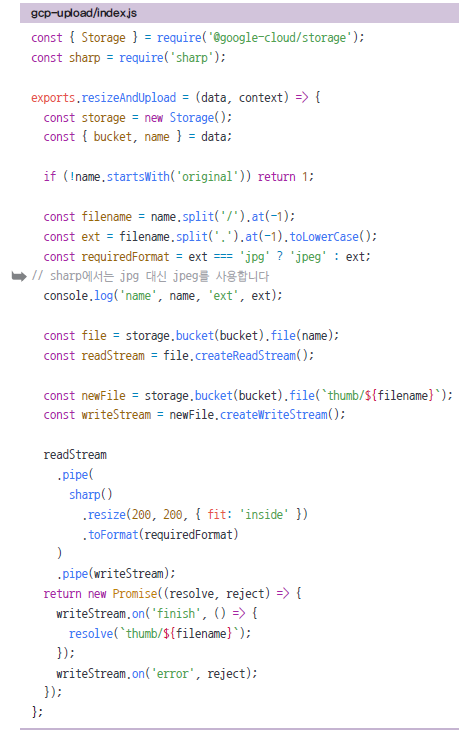 gcp-upload/index.js
const { Storage } = require('@google-cloud/storage');
const sharp = require('sharp');
exports.resizeAndUpload = (data, context) => {
  const storage = new Storage();
  const { bucket, name } = data;
  if (!name.startsWith('original')) return 1;
  const filename = name.split('/').at(-1);
  const ext = filename.split('.').at(-1).toLowerCase();
  const requiredFormat = ext === 'jpg' ? 'jpeg' : ext;
// sharp에서는 jpg 대신 jpeg를 사용합니다
  console.log('name', name, 'ext', ext);
  const file = storage.bucket(bucket).file(name);
  const readStream = file.createReadStream();
  const newFile = storage.bucket(bucket).file(`thumb/${filename}`);
  const writeStream = newFile.createWriteStream();
  readStream
    .pipe(
      sharp()
        .resize(200, 200, { fit: 'inside' })
        .toFormat(requiredFormat)
    )
    .pipe(writeStream);
  return new Promise((resolve, reject) => {
    writeStream.on('finish', () => {
      resolve(`thumb/${filename}`);
    });
    writeStream.on('error', reject);
  });
};